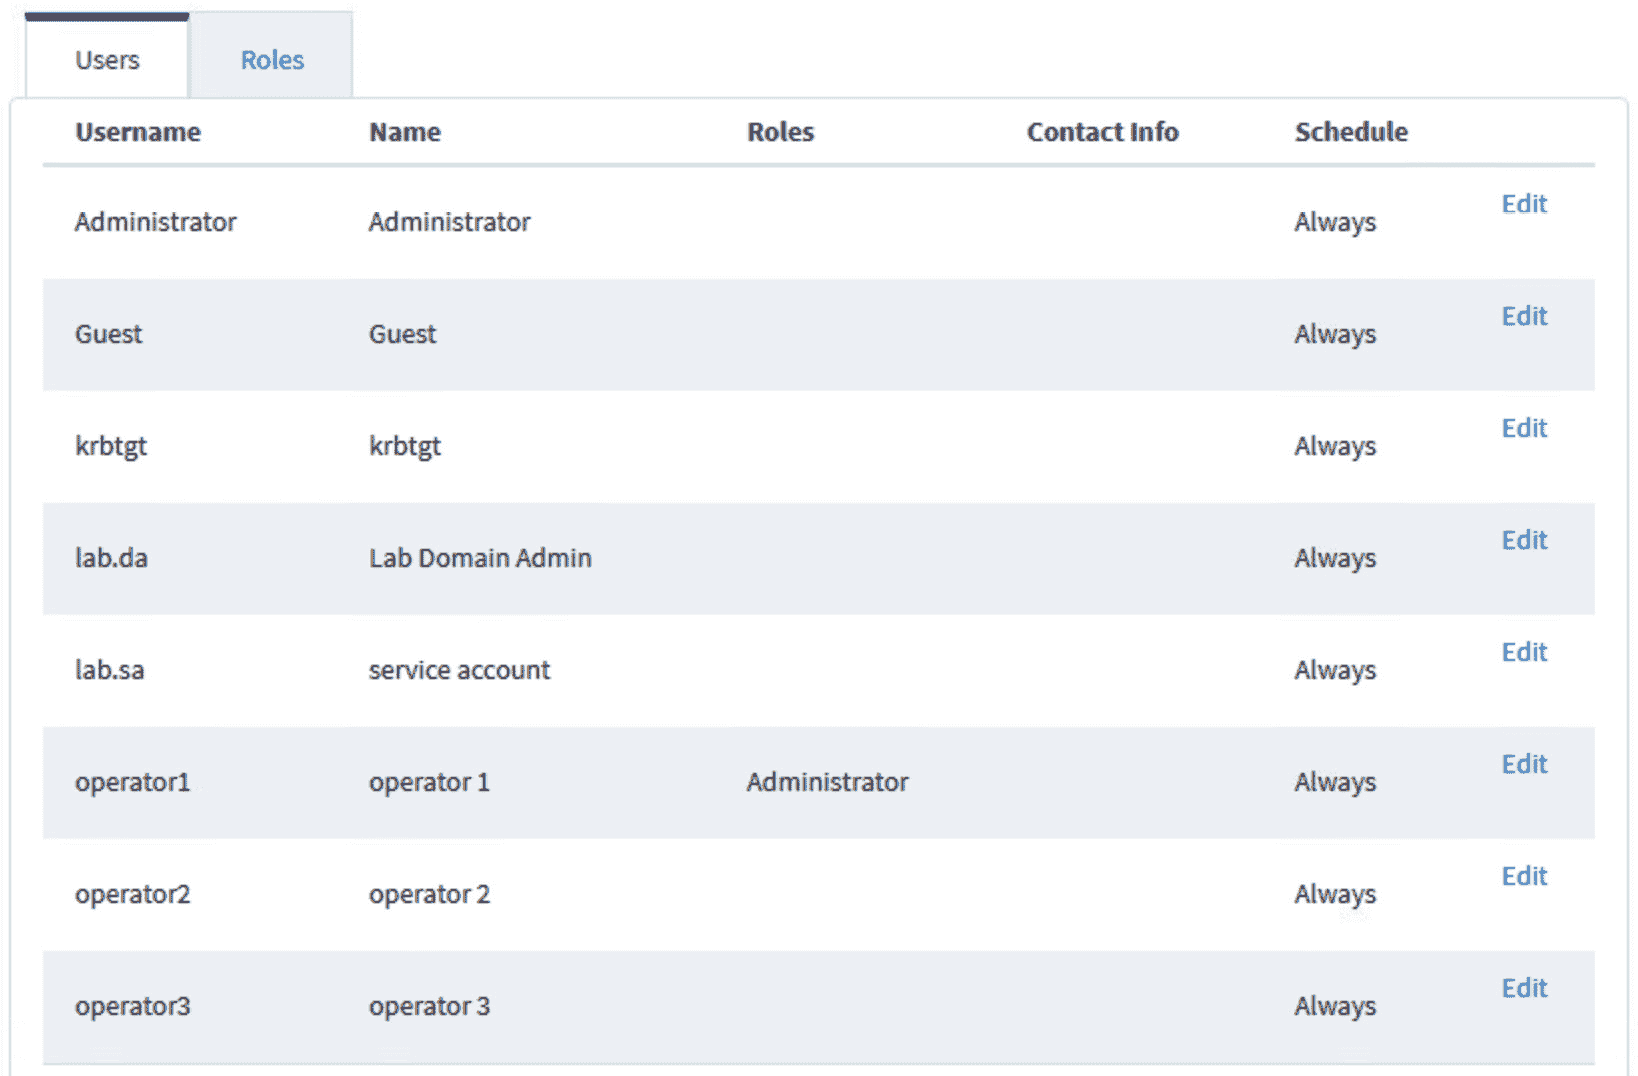 Users Roles
Username Name Roles Contact Info Schedule
Administrator Administrator Always Edit
Guest Guest Always Edit
krbtgt krbtgt Always Edit
lab.da Lab Domain Admin Always Edit
lab.sa service account Always Edit
operator1 operator 1 Administrator Always Edit
operator2 operator 2 Always Edit
operator3 operator 3 Always Edit